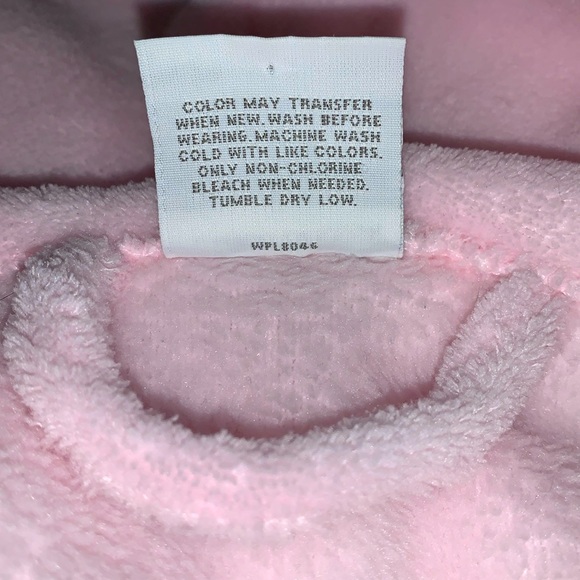 COLOR MAY TRANSFER
WHEN NEW. WASH BEFORE
WEARING. MACHINE WASH
COLD WITH LIKE COLORS.
ONLY NON-CHLORINE
BLEACH WHEN NEEDED.
TUMBLE DRY LOW.
WPL8046